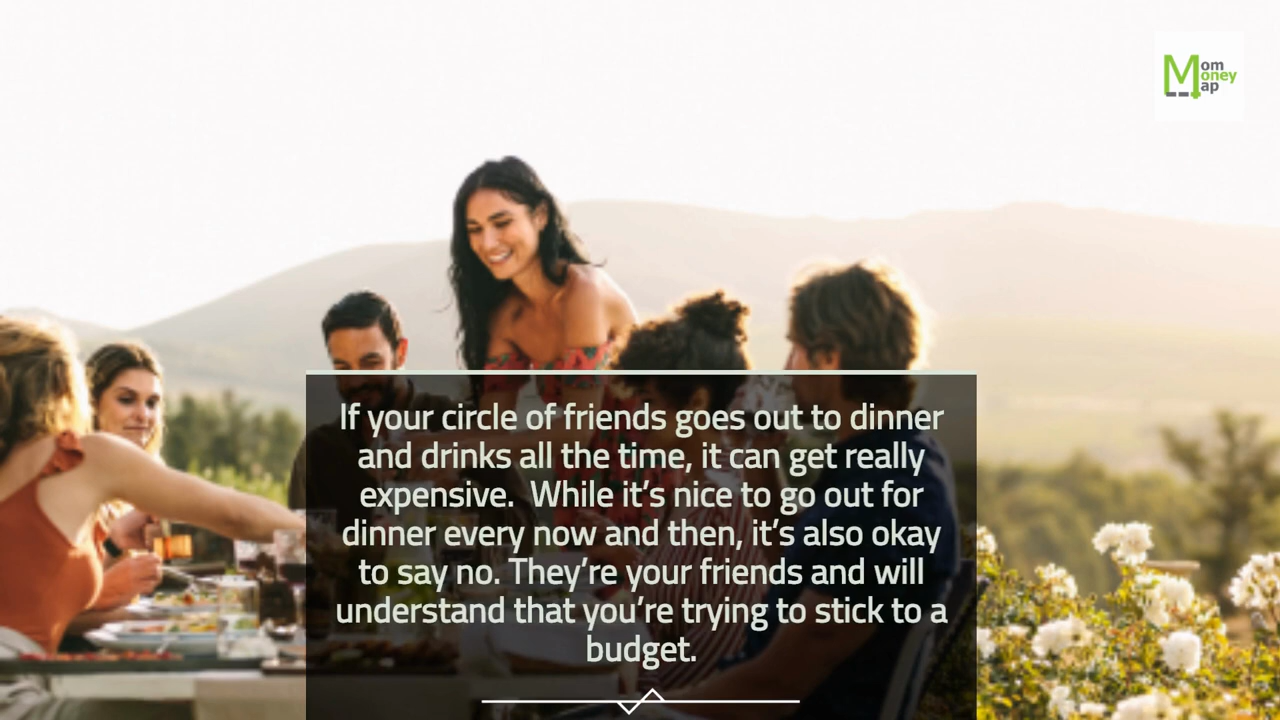 Mom
Money
Map
If your circle of friends goes out to dinner
and drinks all the time, it can get really
expensive.  While it’s nice to go out for
dinner every now and then, it’s also okay
to say no. They’re your friends and will
understand that you’re trying to stick to a
budget.